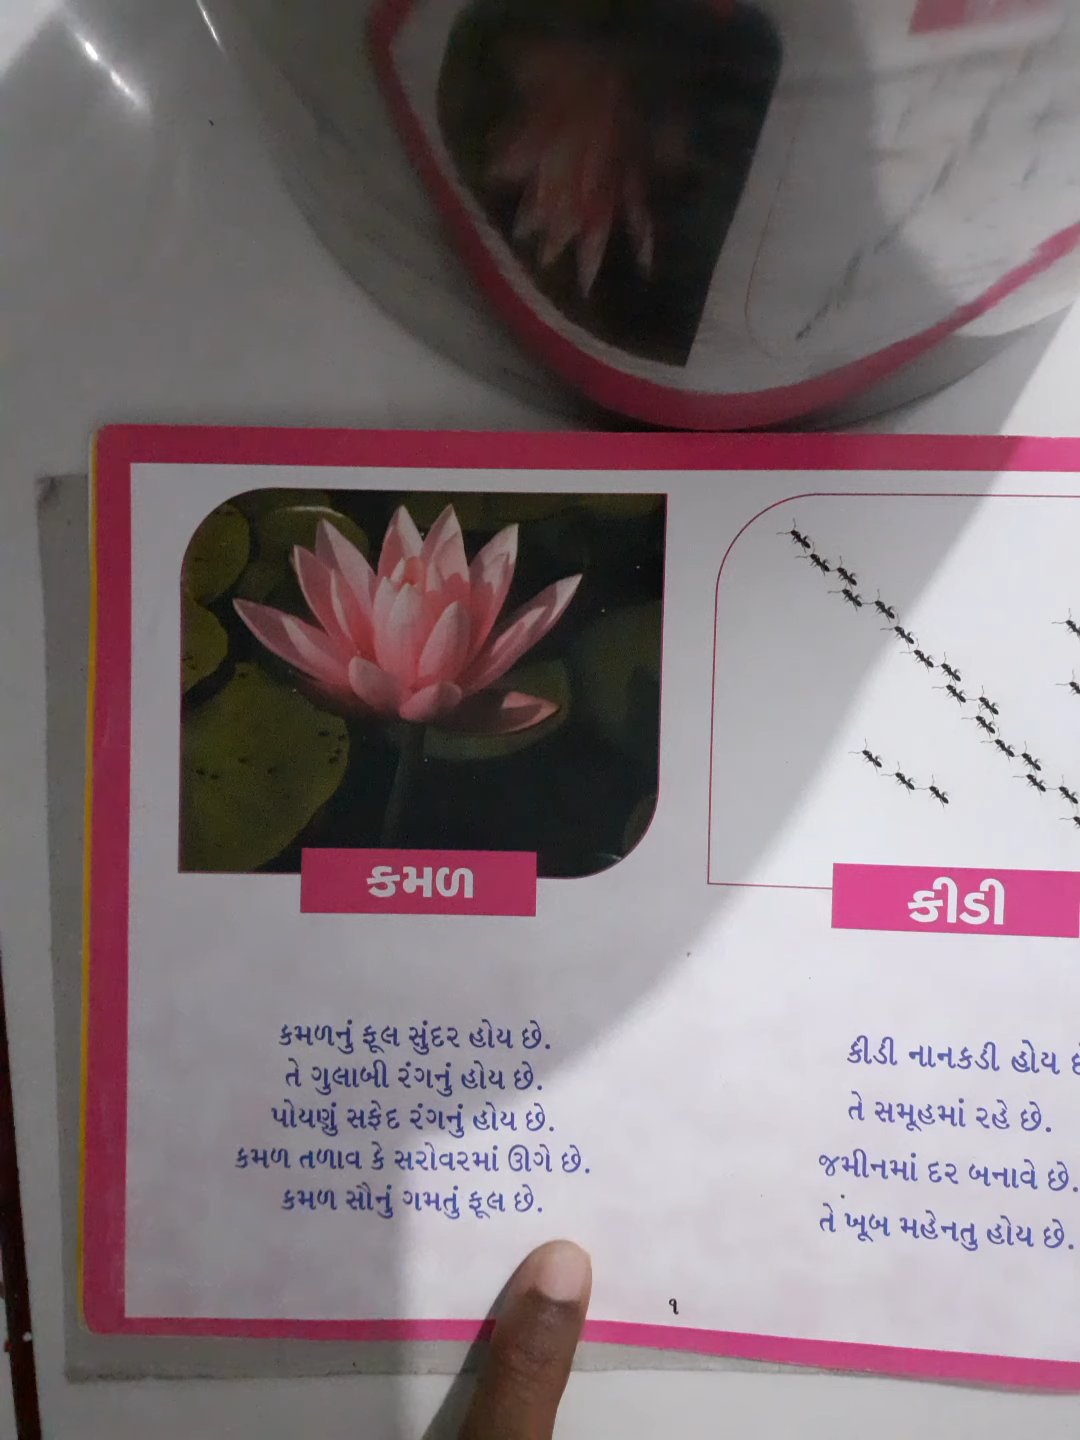 કમળ
કમળનું ફૂલ સુંદર હોય છે.
તે ગુલાબી રંગનું હોય છે.
પોયણું સફેદ રંગનું હોય છે.
કમળ તળાવ કે સરોવરમાં ઊગે છે.
કમળ સૌનું ગમતું ફૂલ છે.
કીડી
કીડી નાનકડી હોય
તે સમૂહમાં રહે છે.
જમીનમાં દર બનાવે છે.
તે ખૂબ મહેનતુ હોય છે.
૧